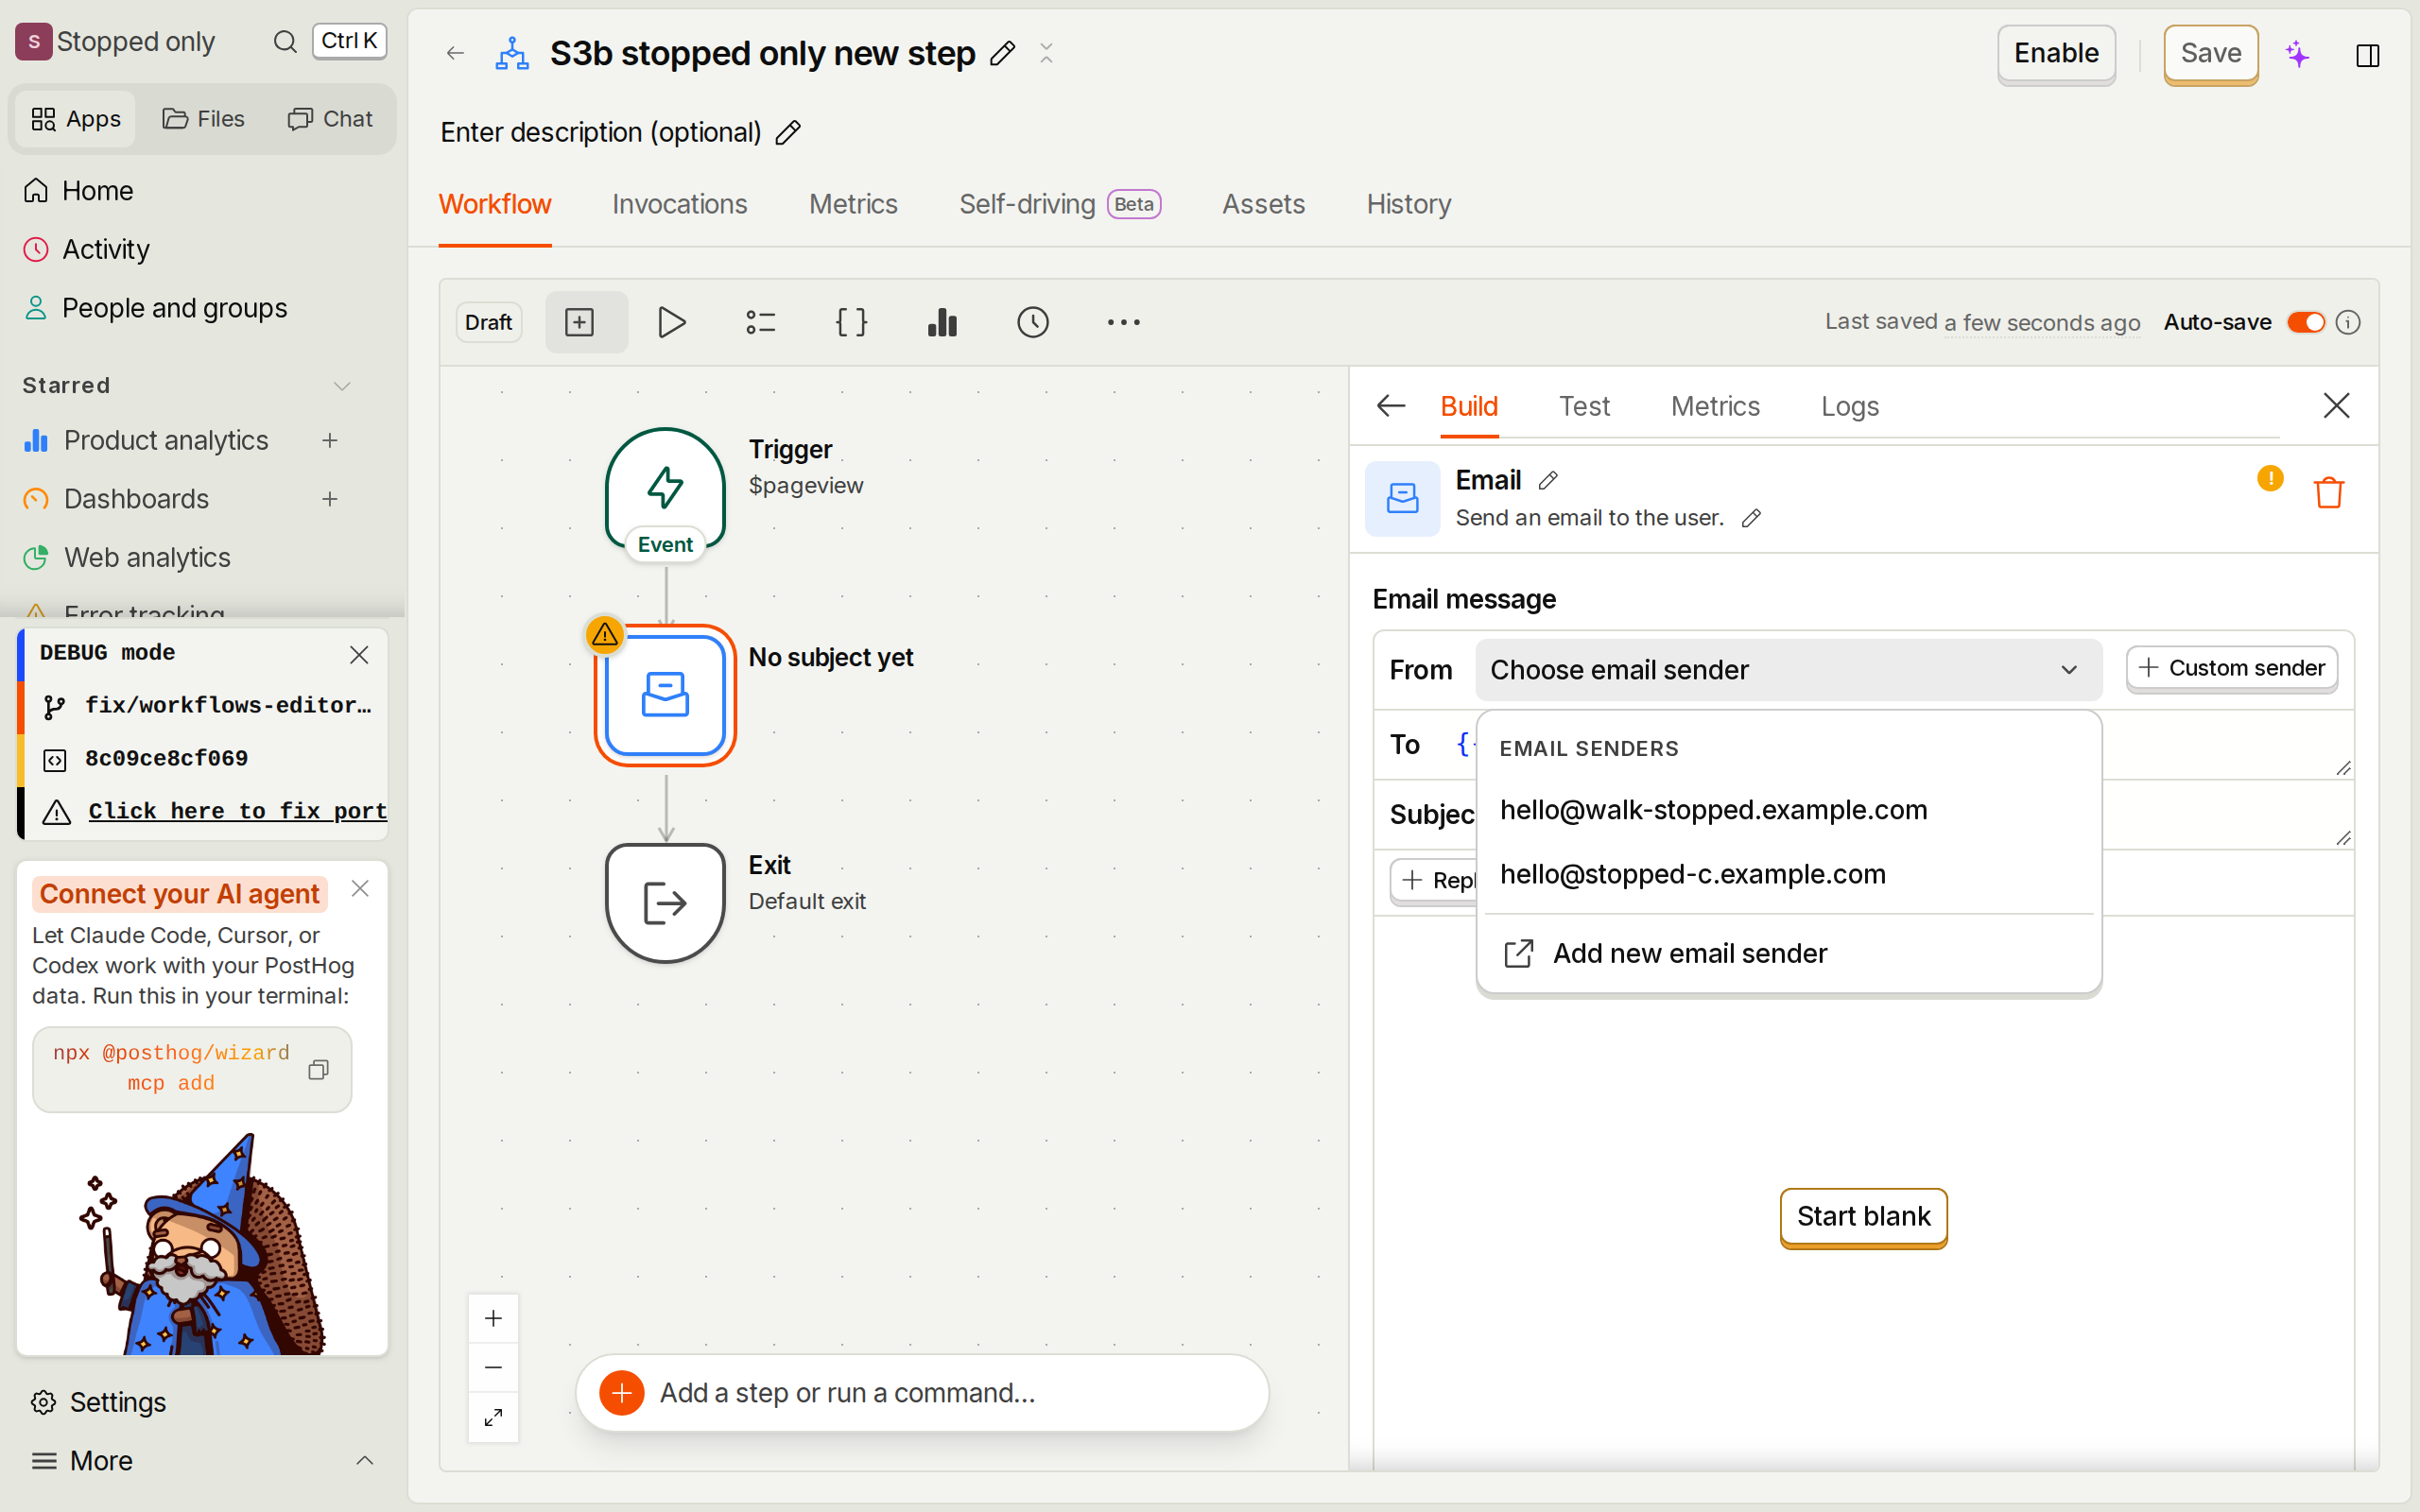 S Stopped only Ctrl K
Apps Files Chat
Home
Activity
People and groups
Starred
Product analytics
Dashboards
Web analytics
Error tracking
DEBUG mode
fix/workflows-editor…
8c09ce8cf069
Click here to fix port
Connect your AI agent
Let Claude Code, Cursor, or
Codex work with your PostHog
data. Run this in your terminal:
npx @posthog/wizard
mcp add
Settings
More
S3b stopped only new step
Enable Save
Enter description (optional)
Workflow Invocations Metrics Self-driving Beta Assets History
Draft
Last saved a few seconds ago Auto-save
Trigger
$pageview
Event
No subject yet
Exit
Default exit
Add a step or run a command...
Build Test Metrics Logs
Email
Send an email to the user.
Email message
From Choose email sender Custom sender
To {
EMAIL SENDERS
hello@walk-stopped.example.com
Subjec
hello@stopped-c.example.com
Repl
Add new email sender
Start blank